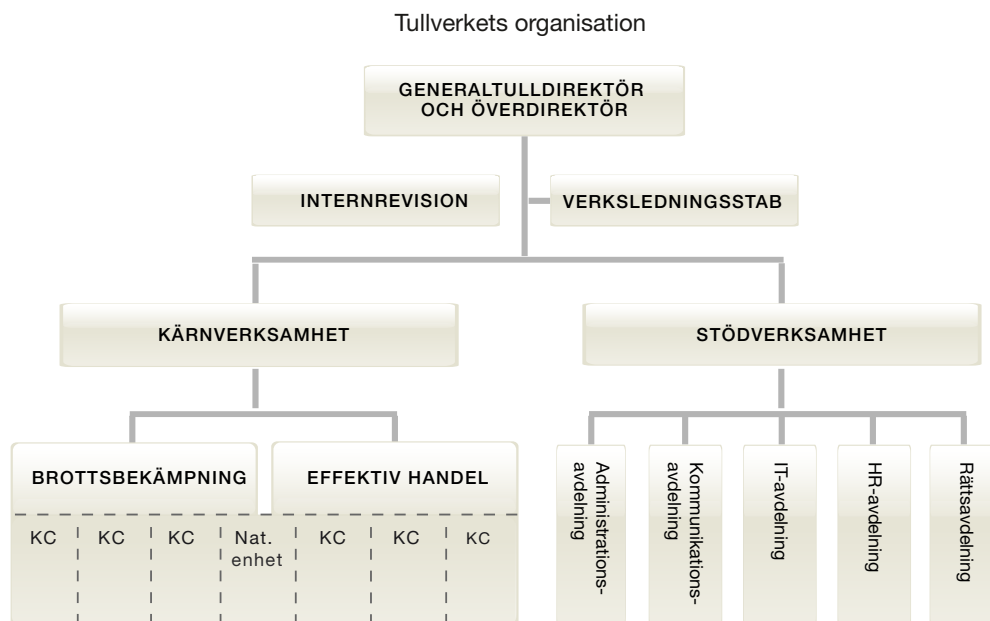 Tullverkets organisation
GENERALTULLDIREKTÖR
OCH ÖVERDIREKTÖR
INTERNREVISION
VERKSLEDNINGSSTAB
KÄRNVERKSAMHET
STÖDVERKSAMHET
BROTTSBEKÄMPNING
EFFEKTIV HANDEL
KC
KC
KC
Nat.
enhet
KC
KC
KC
Administrations-
avdelning
Kommunikations-
avdelning
IT-avdelning
HR-avdelning
Rättsavdelning